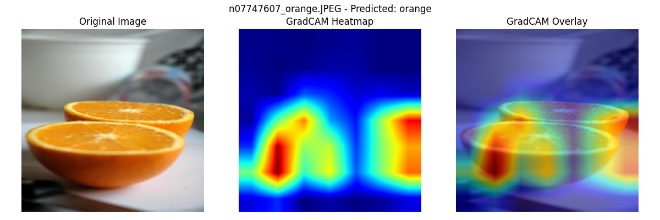 n07747607_orange.JPEG - Predicted: orange
Original Image
GradCAM Heatmap
GradCAM Overlay